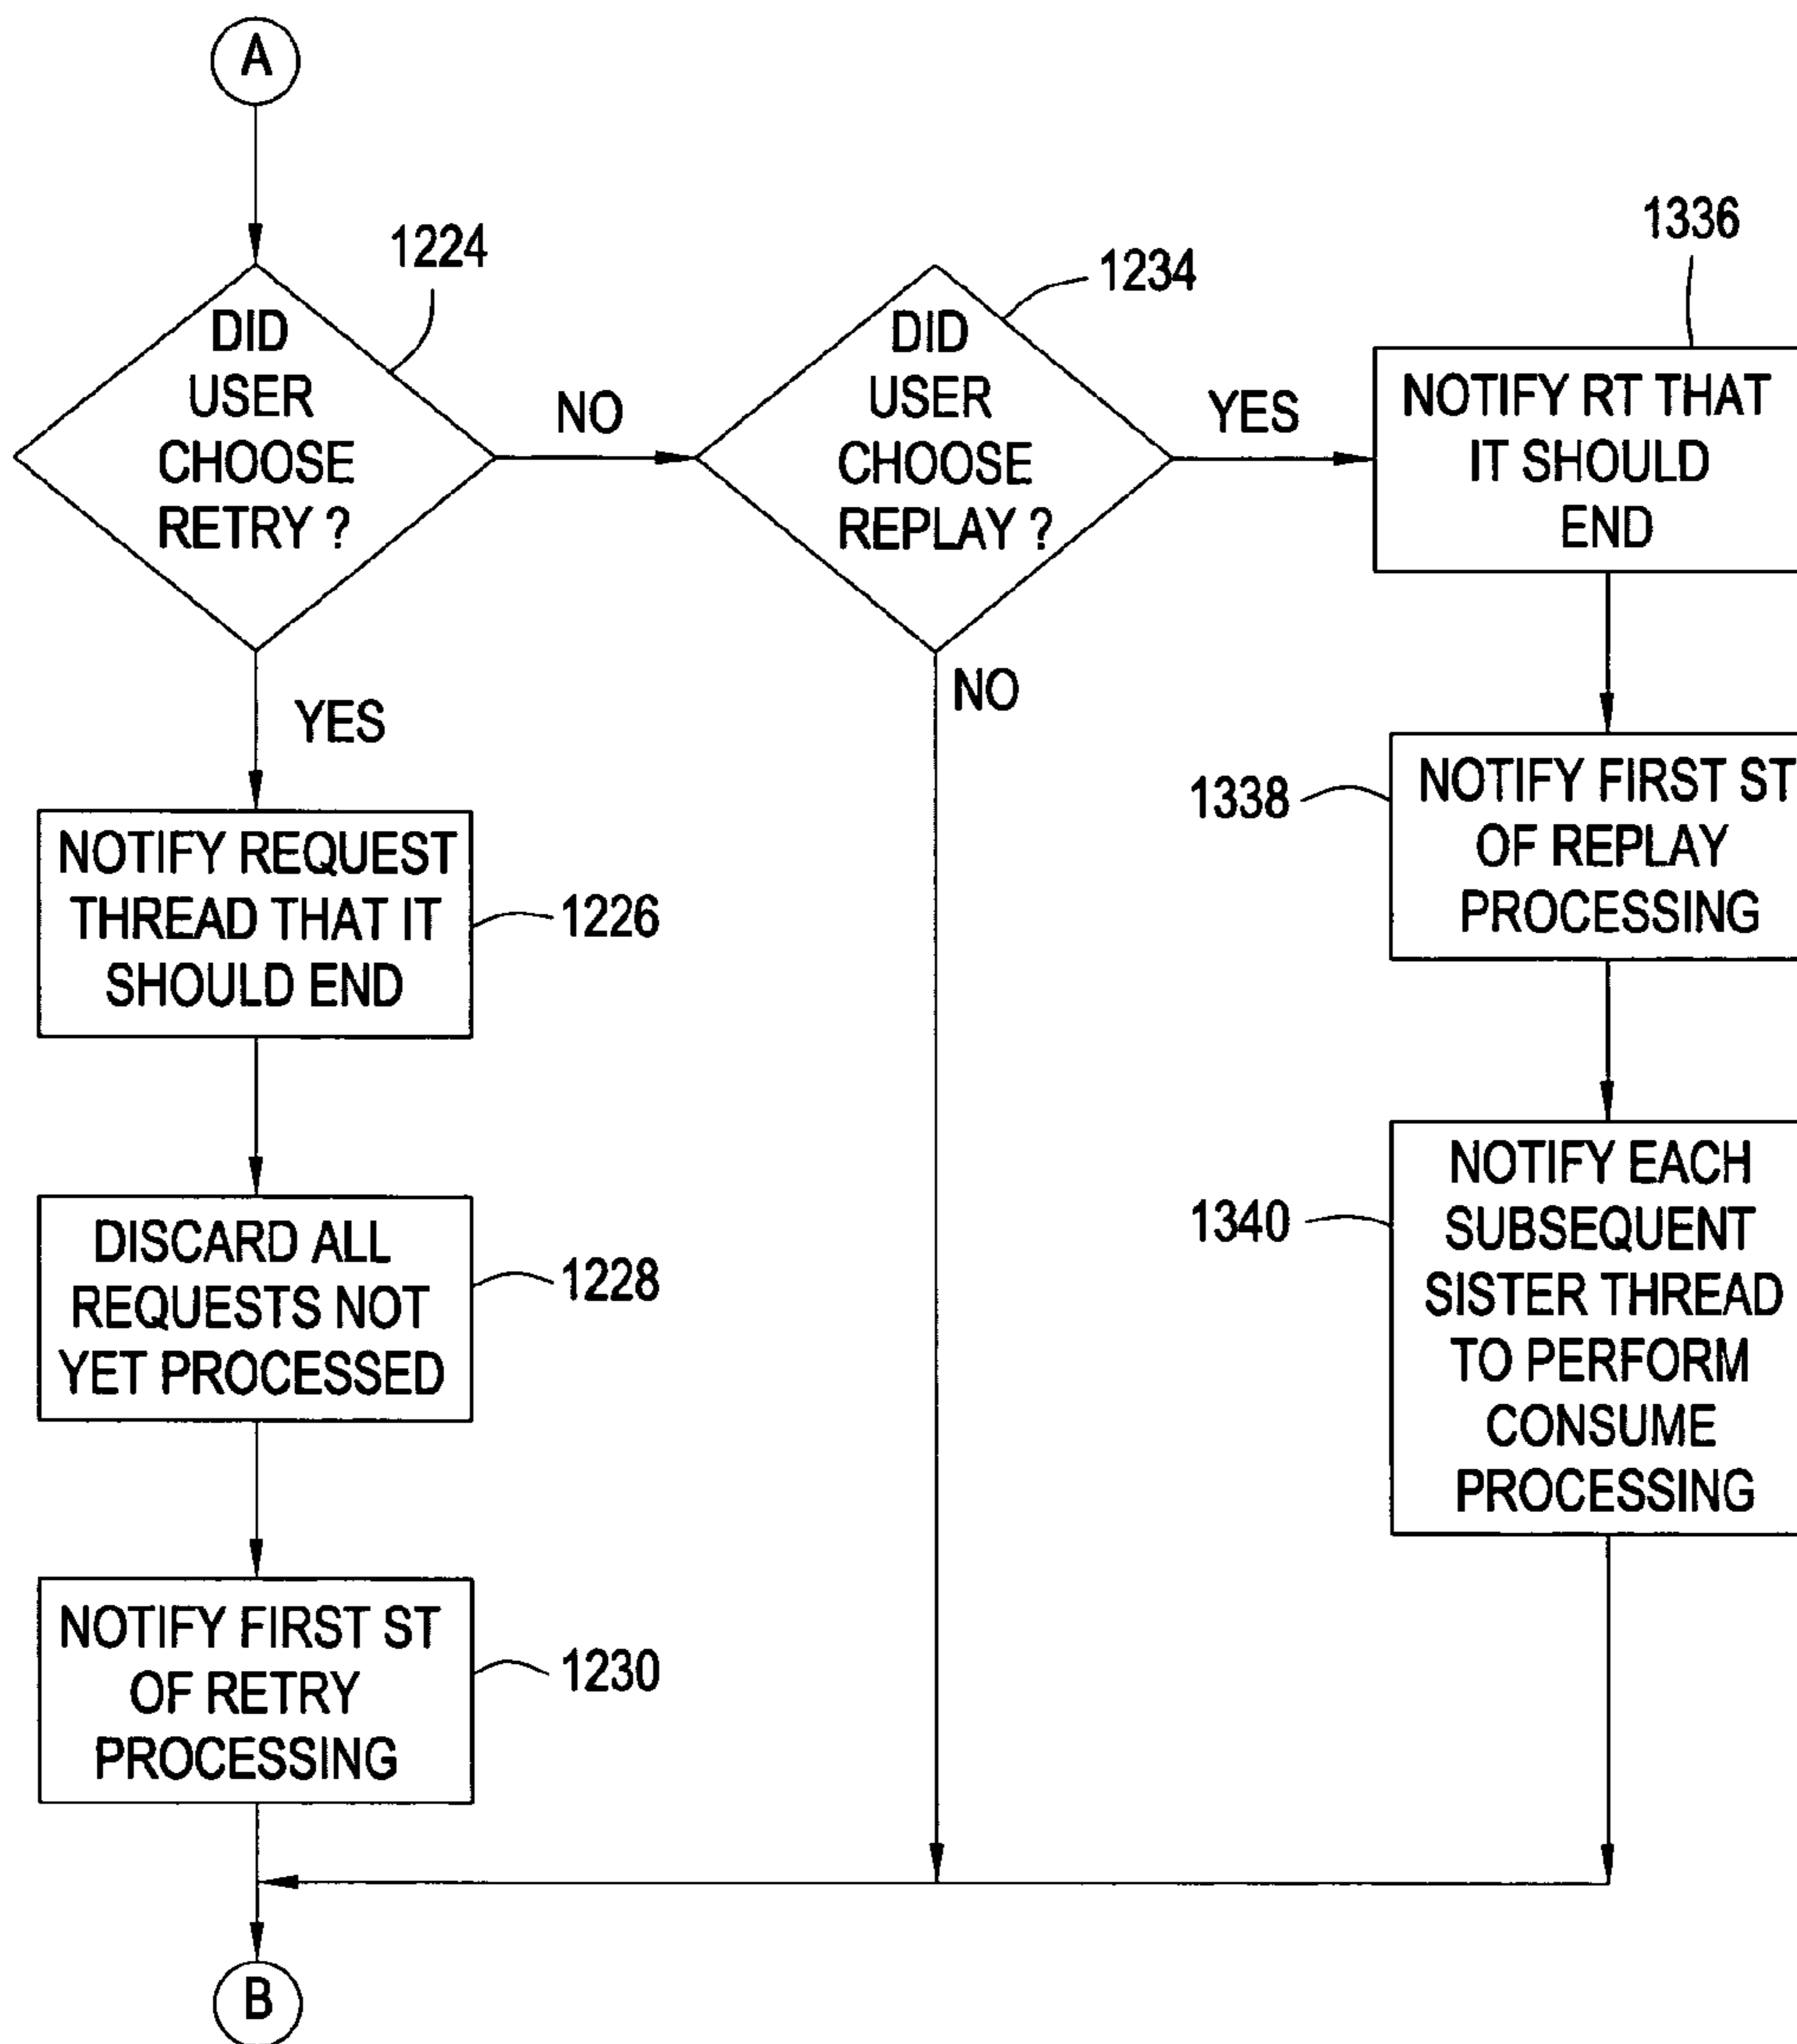 A
1224
DID
USER
CHOOSE
RETRY ?
NO
1234
DID
USER
CHOOSE
REPLAY ?
YES
1336
NOTIFY RT THAT
IT SHOULD
END
YES
NO
NOTIFY REQUEST
THREAD THAT IT
SHOULD END
1226
1338
NOTIFY FIRST ST
OF REPLAY
PROCESSING
DISCARD ALL
REQUESTS NOT
YET PROCESSED
1228
1340
NOTIFY EACH
SUBSEQUENT
SISTER THREAD
TO PERFORM
CONSUME
PROCESSING
NOTIFY FIRST ST
OF RETRY
PROCESSING
1230
B